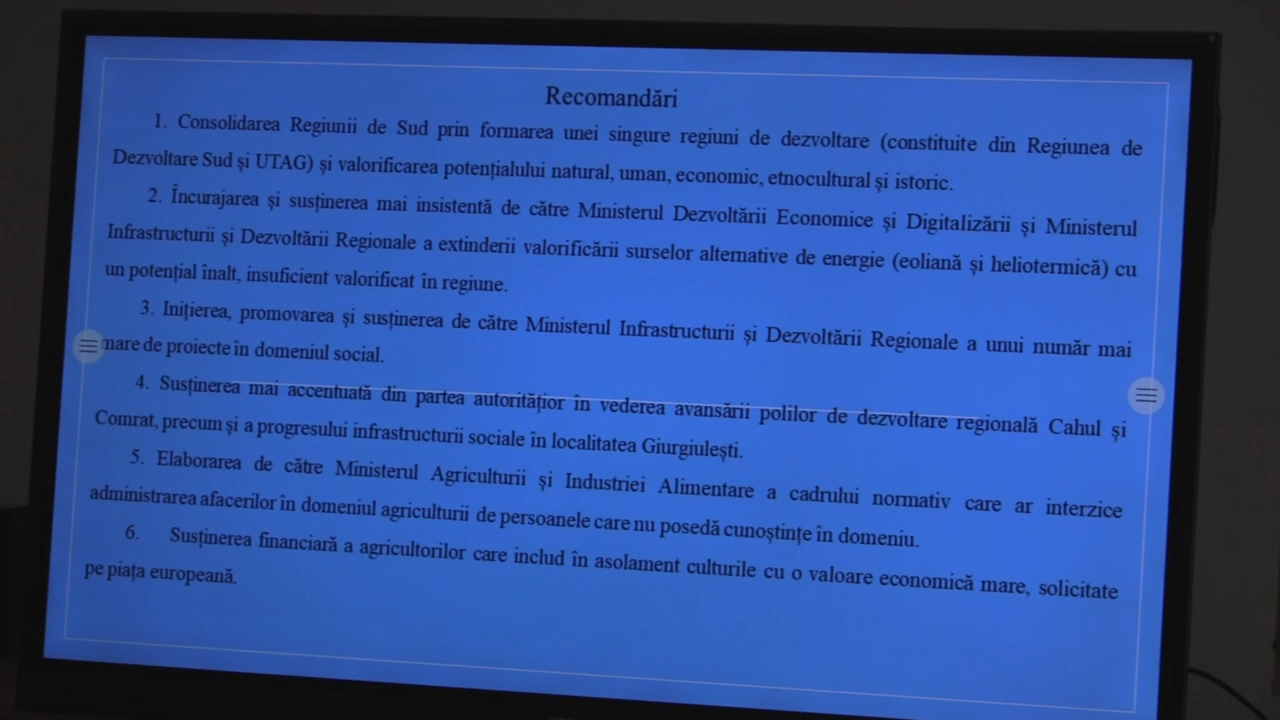 Recomandări
1. Consolidarea Regiunii de Sud prin formarea unei singure regiuni de dezvoltare (constituite din Regiunea de
Dezvoltare Sud și UTAG) și valorificarea potențialului natural, uman, economic, etnocultural și istoric.
2. Încurajarea și susținerea mai insistentă de către Ministerul Dezvoltării Economice și Digitalizării și Ministerul
Infrastructurii și Dezvoltării Regionale a extinderii valorificării surselor alternative de energie (eoliană și heliotermică) cu
un potențial înalt, insuficient valorificat în regiune.
3. Inițierea, promovarea și susținerea de către Ministerul Infrastructurii și Dezvoltării Regionale a unui număr mai
mare de proiecte în domeniul social.
4. Susținerea mai accentuată din partea autorităților în vederea avansării polilor de dezvoltare regională Cahul și
Comrat, precum și a progresului infrastructurii sociale în localitatea Giurgiulești.
5. Elaborarea de către Ministerul Agriculturii și Industriei Alimentare a cadrului normativ care ar interzice
administrarea afacerilor în domeniul agriculturii de persoanele care nu posedă cunoștințe în domeniu.
6. Susținerea financiară a agricultorilor care includ în asolament culturile cu o valoare economică mare, solicitate
pe piața europeană.